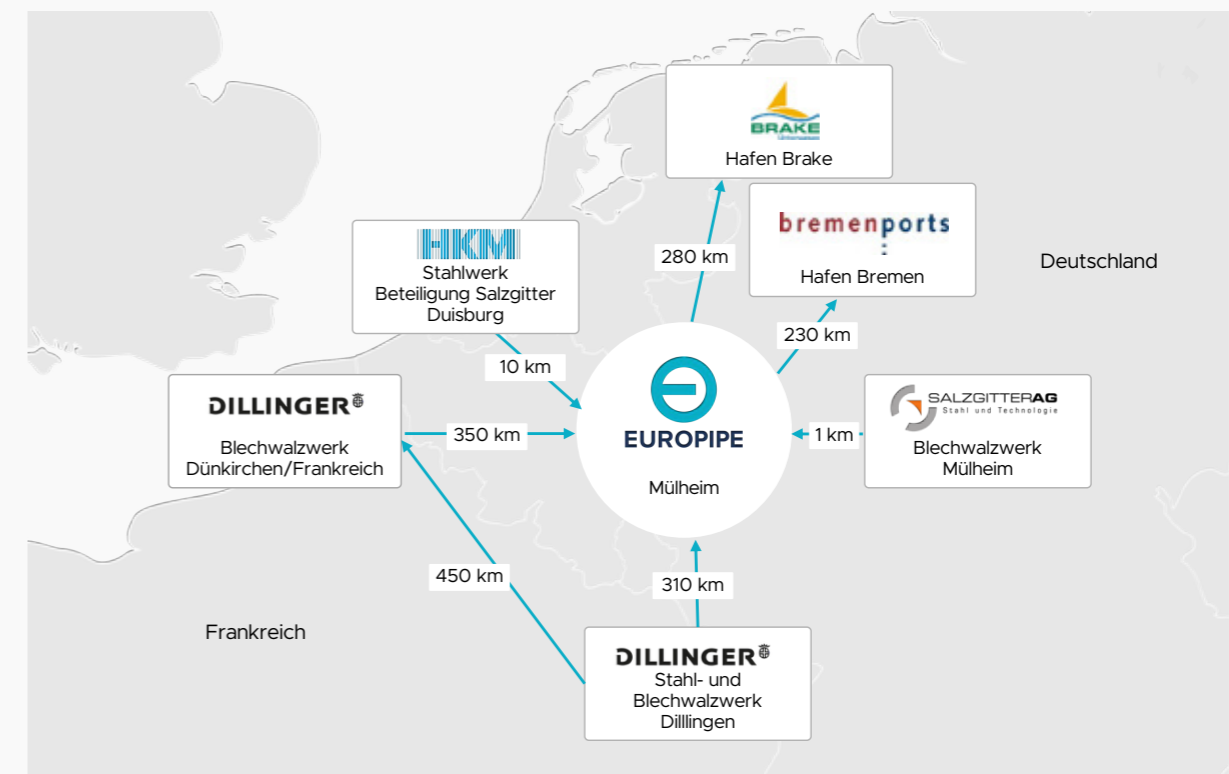 BRAKE
Hafen Brake
bremenports
Hafen Bremen
280 km
Deutschland
HKM
Stahlwerk
Beteiligung Salzgitter
Duisburg
230 km
10 km
DILLINGER
Blechwalzwerk
Dünkirchen/Frankreich
350 km
EUROPIPE
Mülheim
1 km
SALZGITTERAG
Stahl und Technologie
Blechwalzwerk
Mülheim
450 km
310 km
Frankreich
DILLINGER
Stahl- und
Blechwalzwerk
Dilllingen